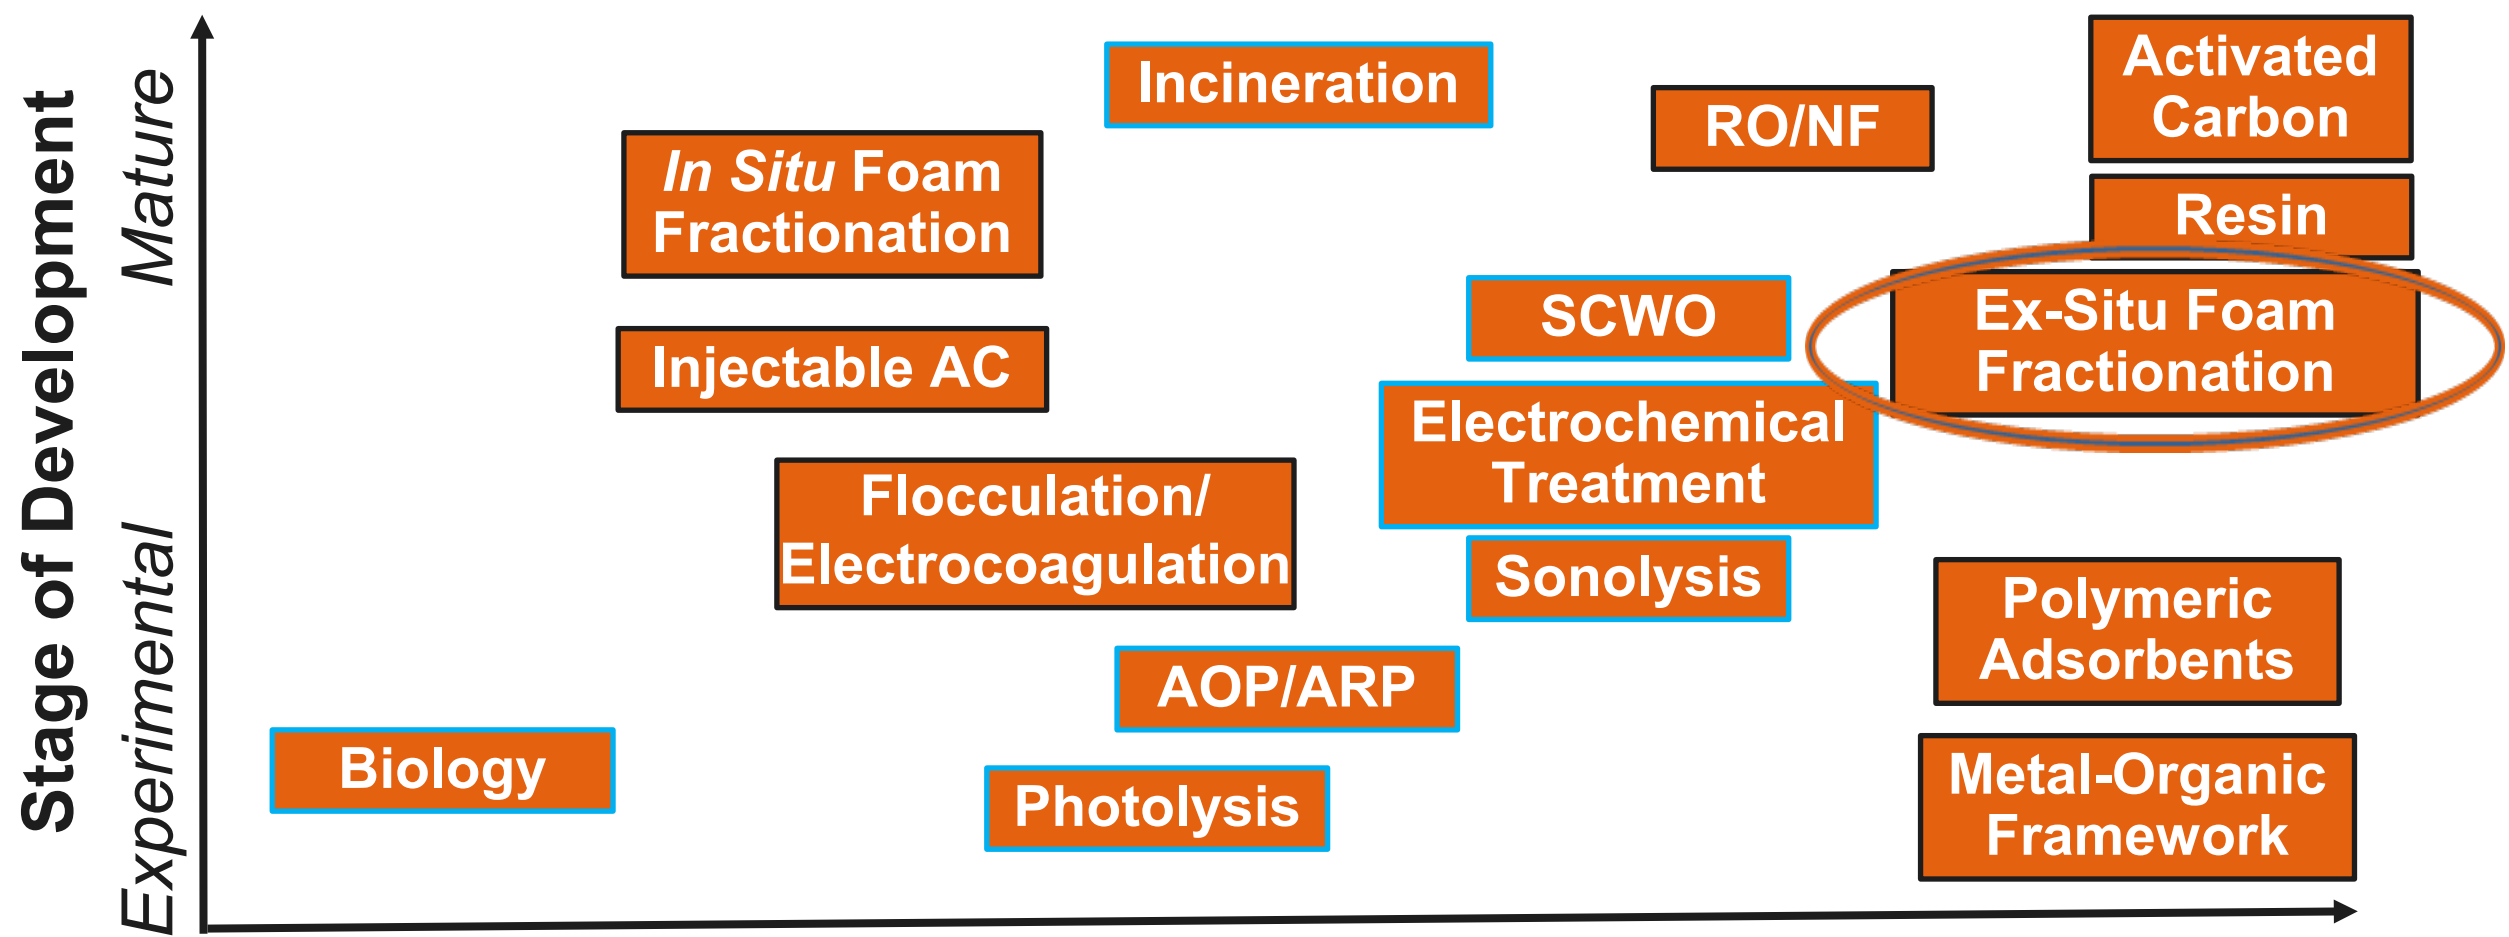 Stage of Development
Mature
Experimental
Incineration
Activated
Carbon
RO/NF
In Situ Foam
Fractionation
Resin
SCWO
Ex-Situ Foam
Fractionation
Injectable AC
Electrochemical
Treatment
Flocculation/
Electrocoagulation
Sonolysis
Polymeric
Adsorbents
AOP/ARP
Biology
Photolysis
Metal-Organic
Framework